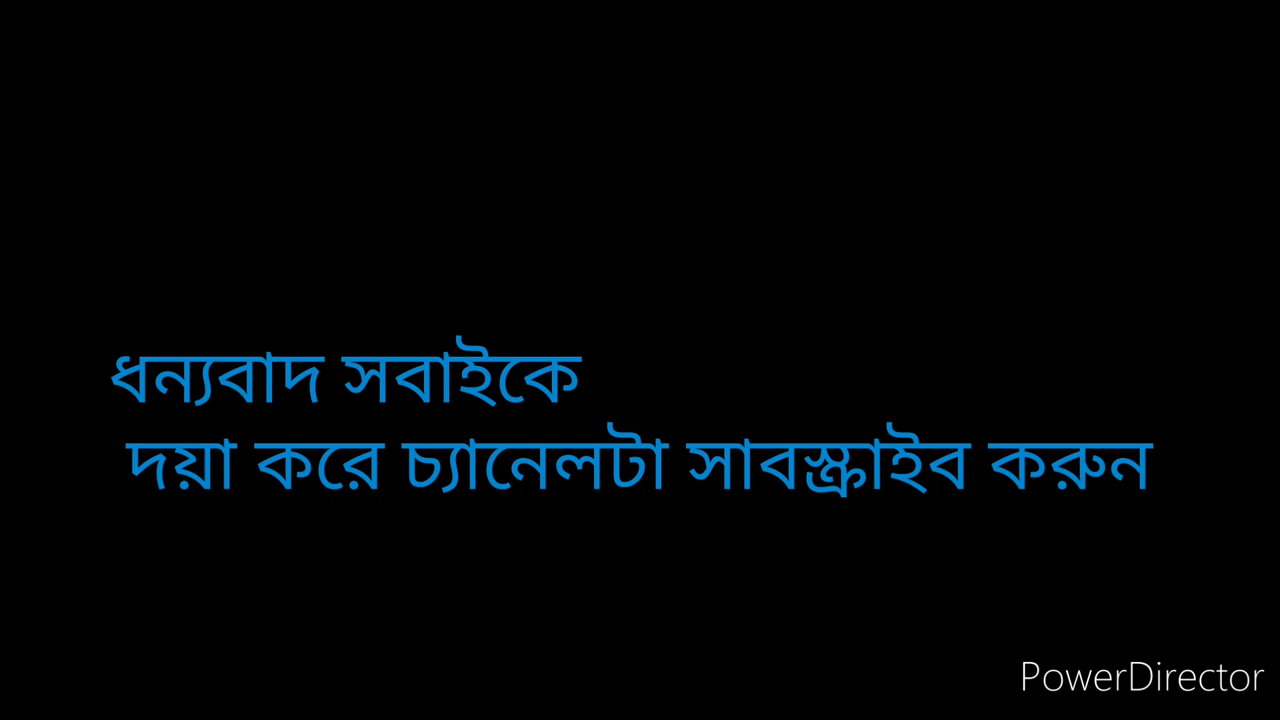 ধন্যবাদ সবাইকে
দয়া করে চ্যানেলটা সাবস্ক্রাইব করুন
PowerDirector